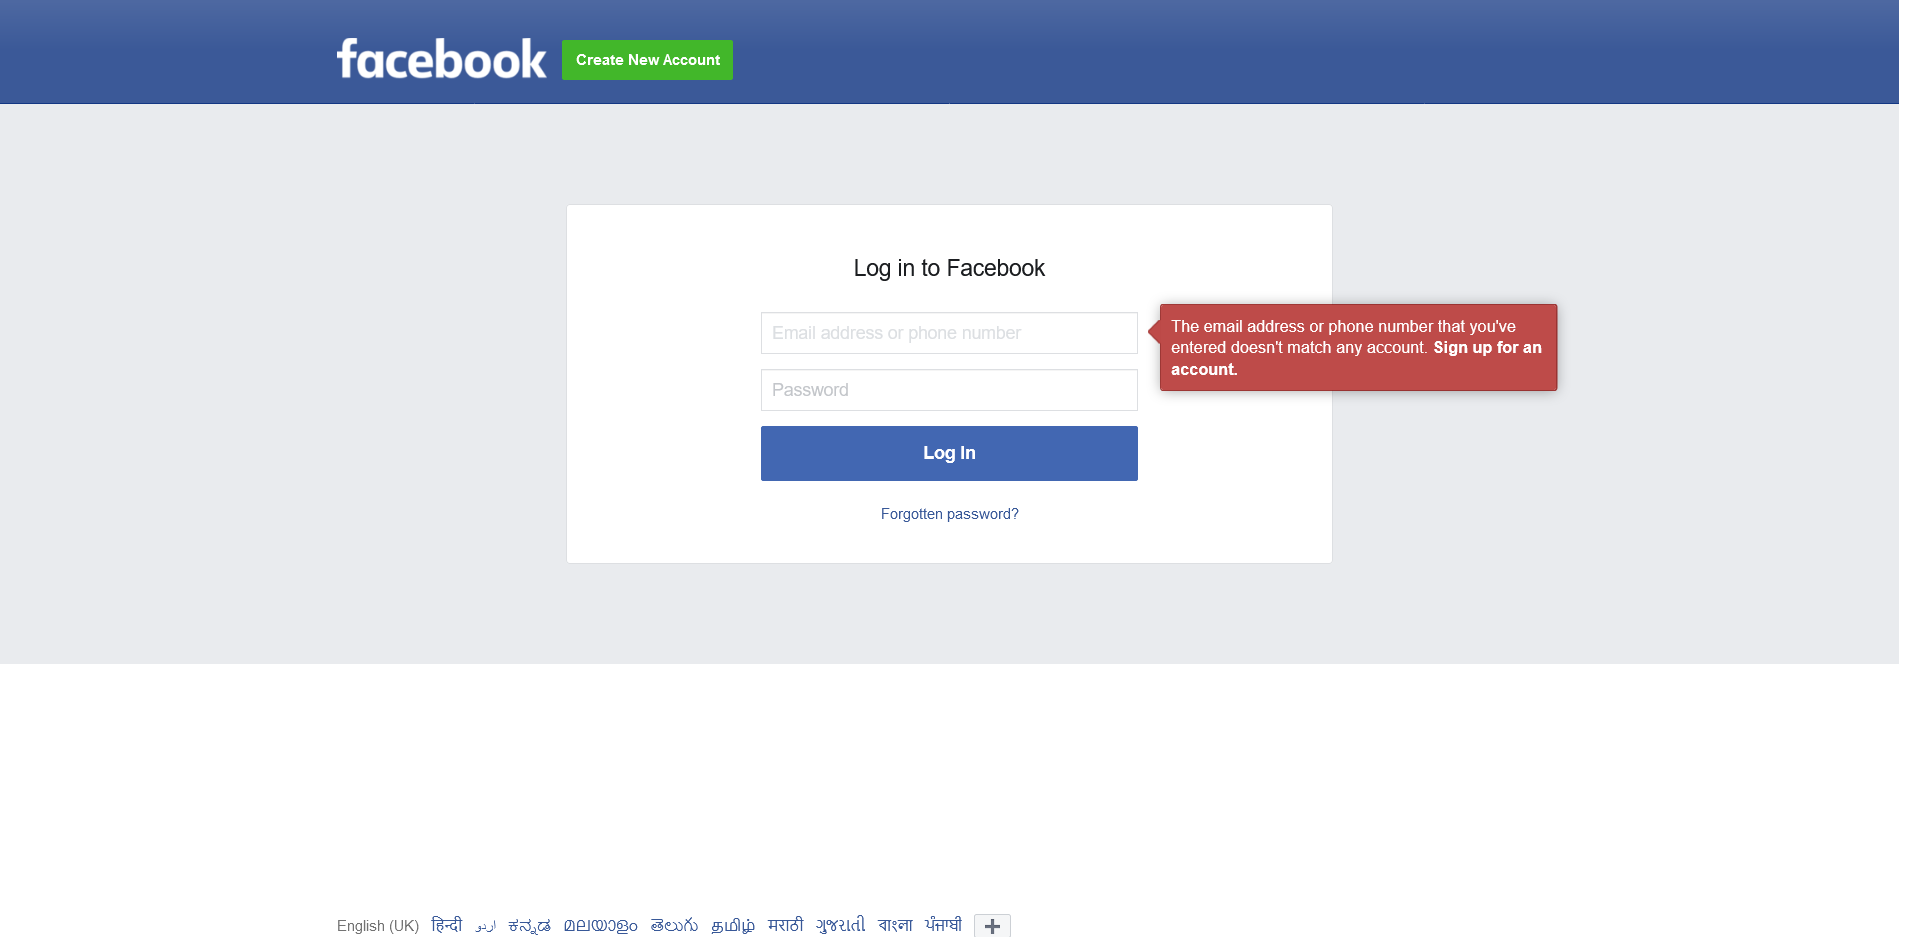 facebook Create New Account
Log in to Facebook
Email address or phone number
The email address or phone number that you've
entered doesn't match any account. Sign up for an
account.
Password
Log In
Forgotten password?
English (UK) हिन्दी اردو ಕನ್ನಡ മലയാളം తెలుగు தமிழ் मराठी ગુજરાતી বাংলা ਪੰਜਾਬੀ